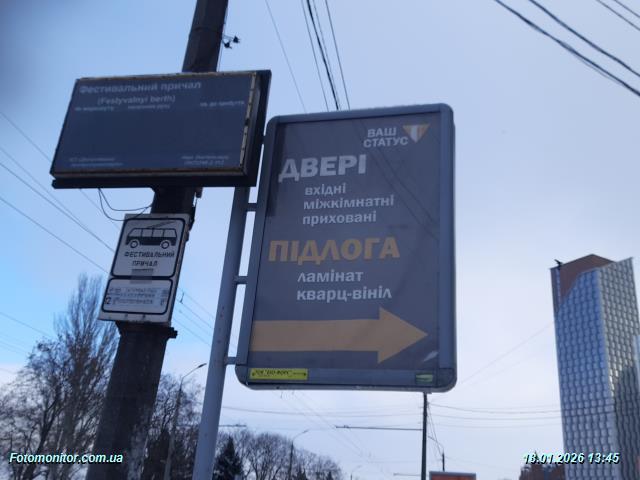 Фестивальний причал
(Festyvalnyi berth)
ФЕСТИВАЛЬНИЙ
ПРИЧАЛ
ВАШ
СТАТУС
ДВЕРІ
вхідні
міжкімнатні
приховані
ПІДЛОГА
ламінат
кварц-вініл
Fotomonitor.com.ua
13.01.2026 13:45